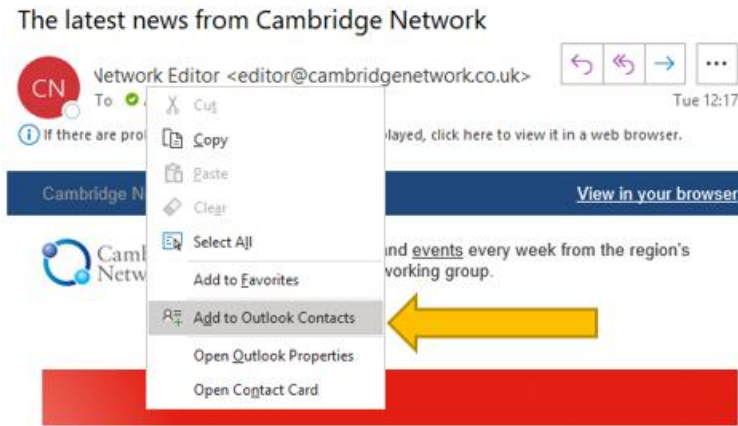 The latest news from Cambridge Network
CN
Network Editor <editor@cambridgenetwork.co.uk>
To
Tue 12:17
If there are
layed, click here to view it in a web browser.
Cut
Copy
Paste
Clear
Select All
Add to Favorites
Add to Outlook Contacts
Open Outlook Properties
Open Contact Card
Cambridge N
View in your browser
Camb
Netw
nd events every week from the region's
working group.